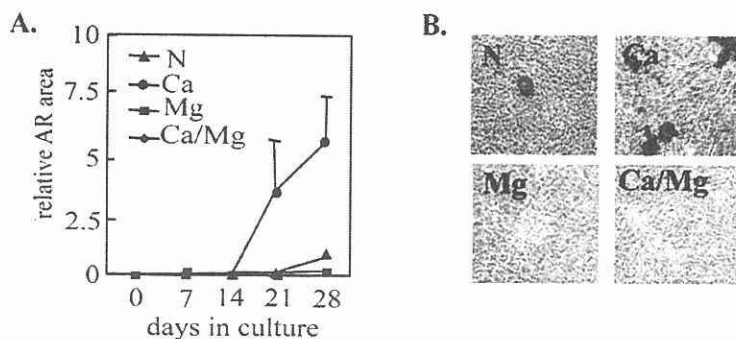 A.
relative AR area
10
7.5
5
2.5
0
N
Ca
Mg
Ca/Mg
0 7 14 21 28
days in culture
B.
N
Ca
Mg
Ca/Mg